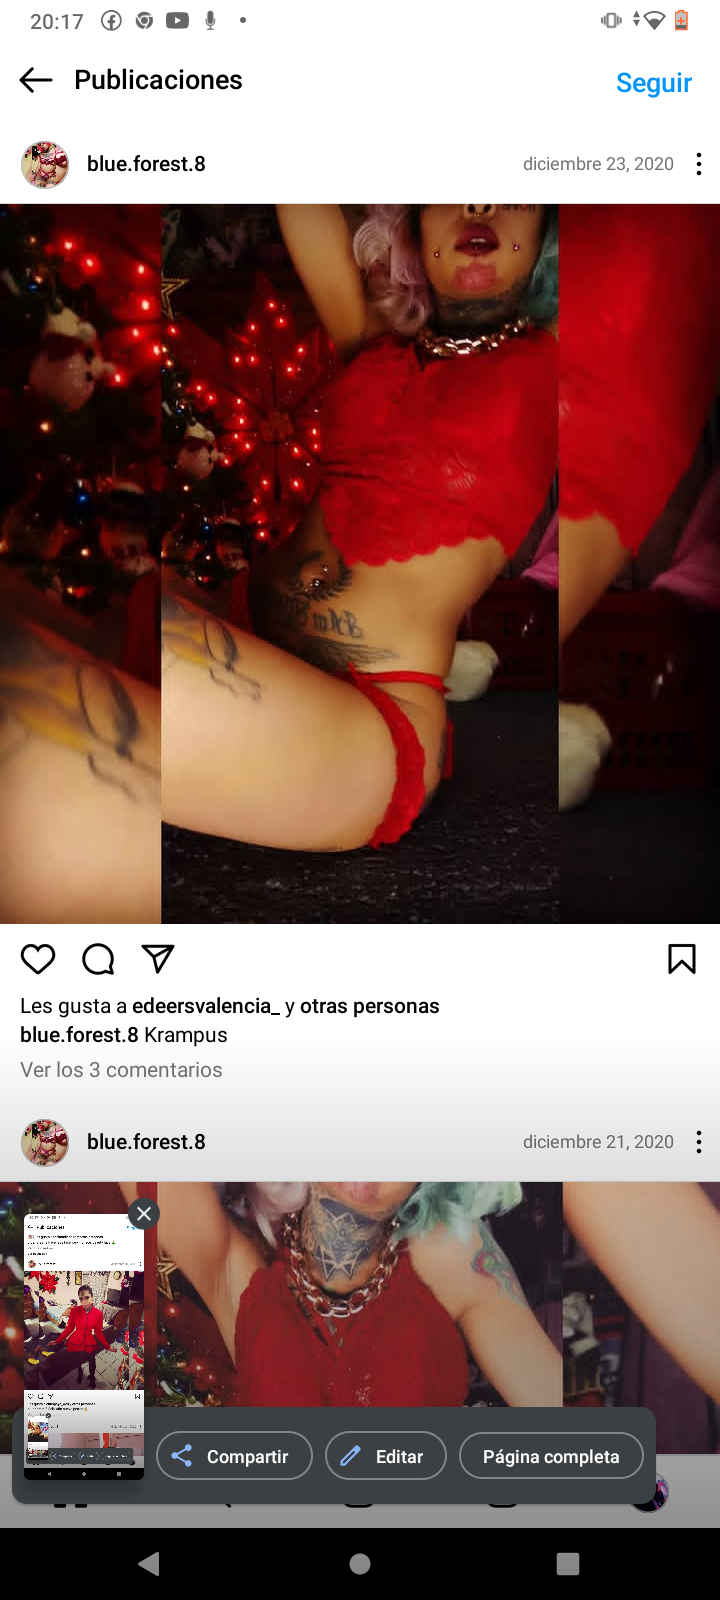 20:17
Publicaciones
Seguir
blue.forest.8
diciembre 23, 2020
Les gusta a edeersvalencia_ y otras personas
blue.forest.8 Krampus
Ver los 3 comentarios
blue.forest.8
diciembre 21, 2020
Publicaciones
Compartir
Editar
Página completa